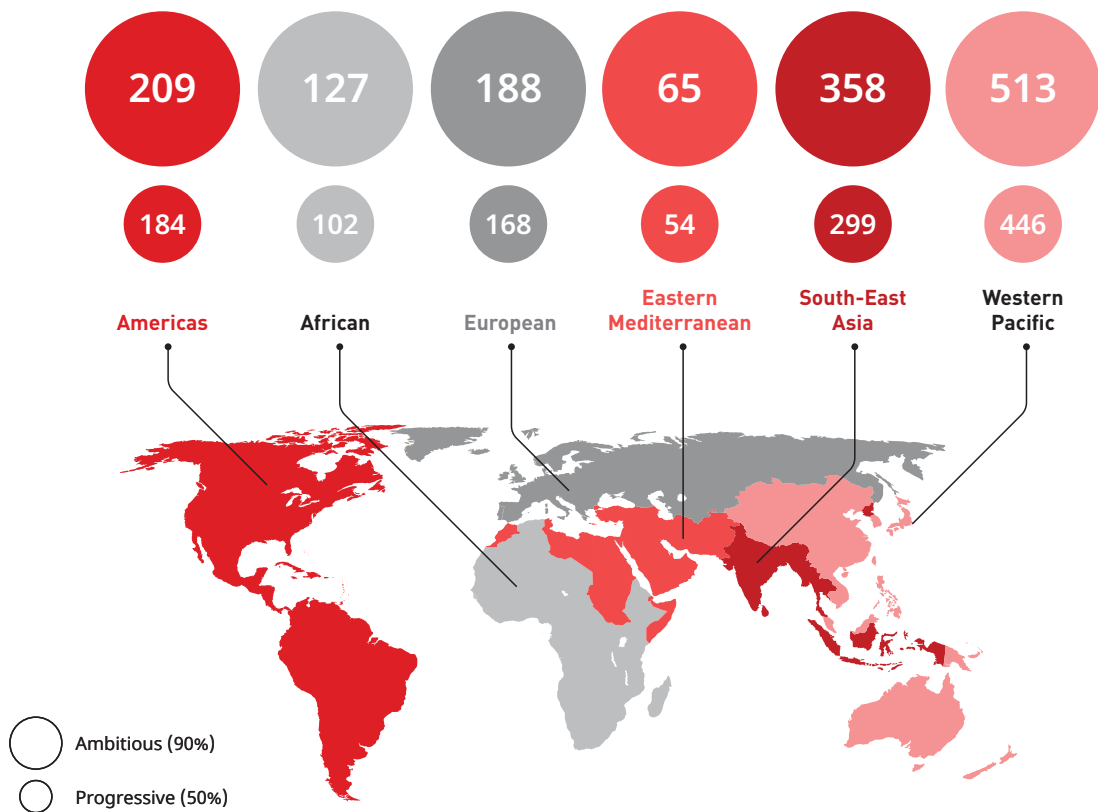 209
127
188
65
358
513
184
102
168
54
299
446
Americas
African
European
Eastern
Mediterranean
South-East
Asia
Western
Pacific
Ambitious (90%)
Progressive (50%)